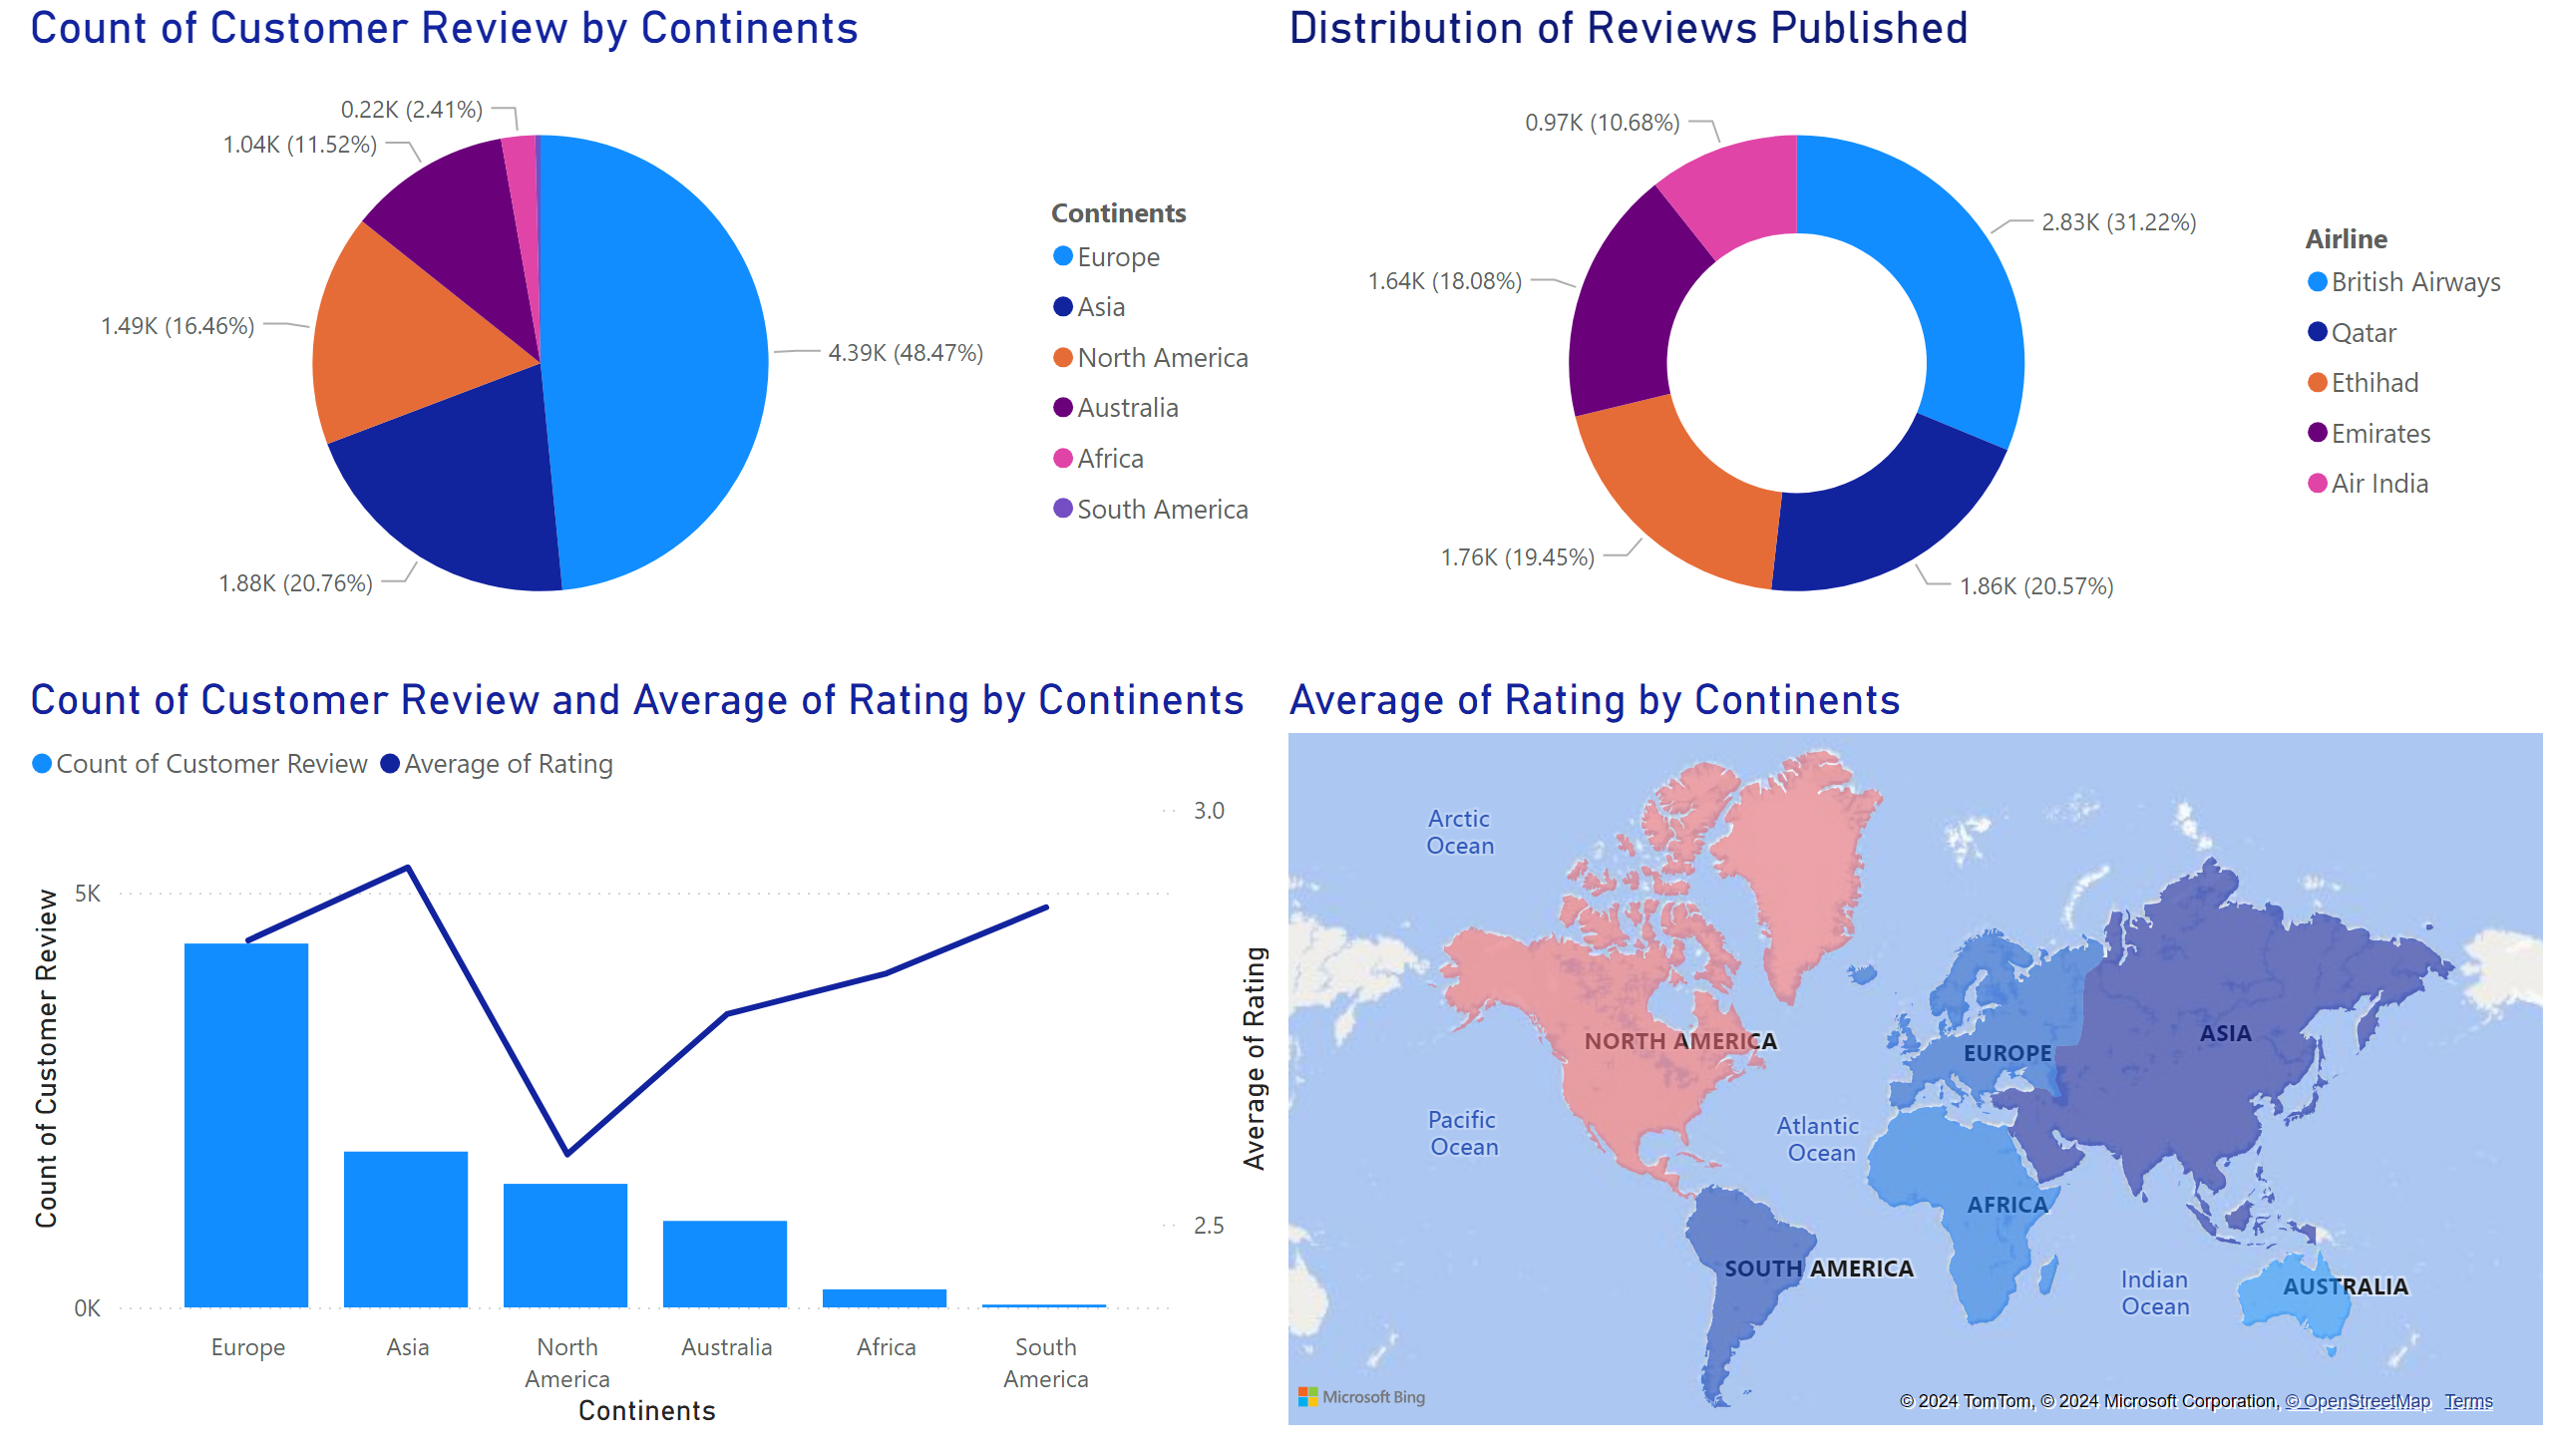 Count of Customer Review by Continents
0.22K (2.41%)
1.04K (11.52%)
1.49K (16.46%)
4.39K (48.47%)
1.88K (20.76%)
Continents
Europe
Asia
North America
Australia
Africa
South America
Distribution of Reviews Published
0.97K (10.68%)
2.83K (31.22%)
1.64K (18.08%)
1.76K (19.45%)
1.86K (20.57%)
Airline
British Airways
Qatar
Ethihad
Emirates
Air India
Count of Customer Review and Average of Rating by Continents
Count of Customer Review Average of Rating
3.0
5K
2.5
0K
Count of Customer Review
Average of Rating
Europe
Asia
North
America
Australia
Africa
South
America
Continents
Average of Rating by Continents
Arctic
Ocean
NORTH AMERICA
ASIA
EUROPE
Pacific
Ocean
Atlantic
Ocean
AFRICA
SOUTH AMERICA
Indian
Ocean
AUSTRALIA
Microsoft Bing
© 2024 TomTom, © 2024 Microsoft Corporation, © OpenStreetMap Terms